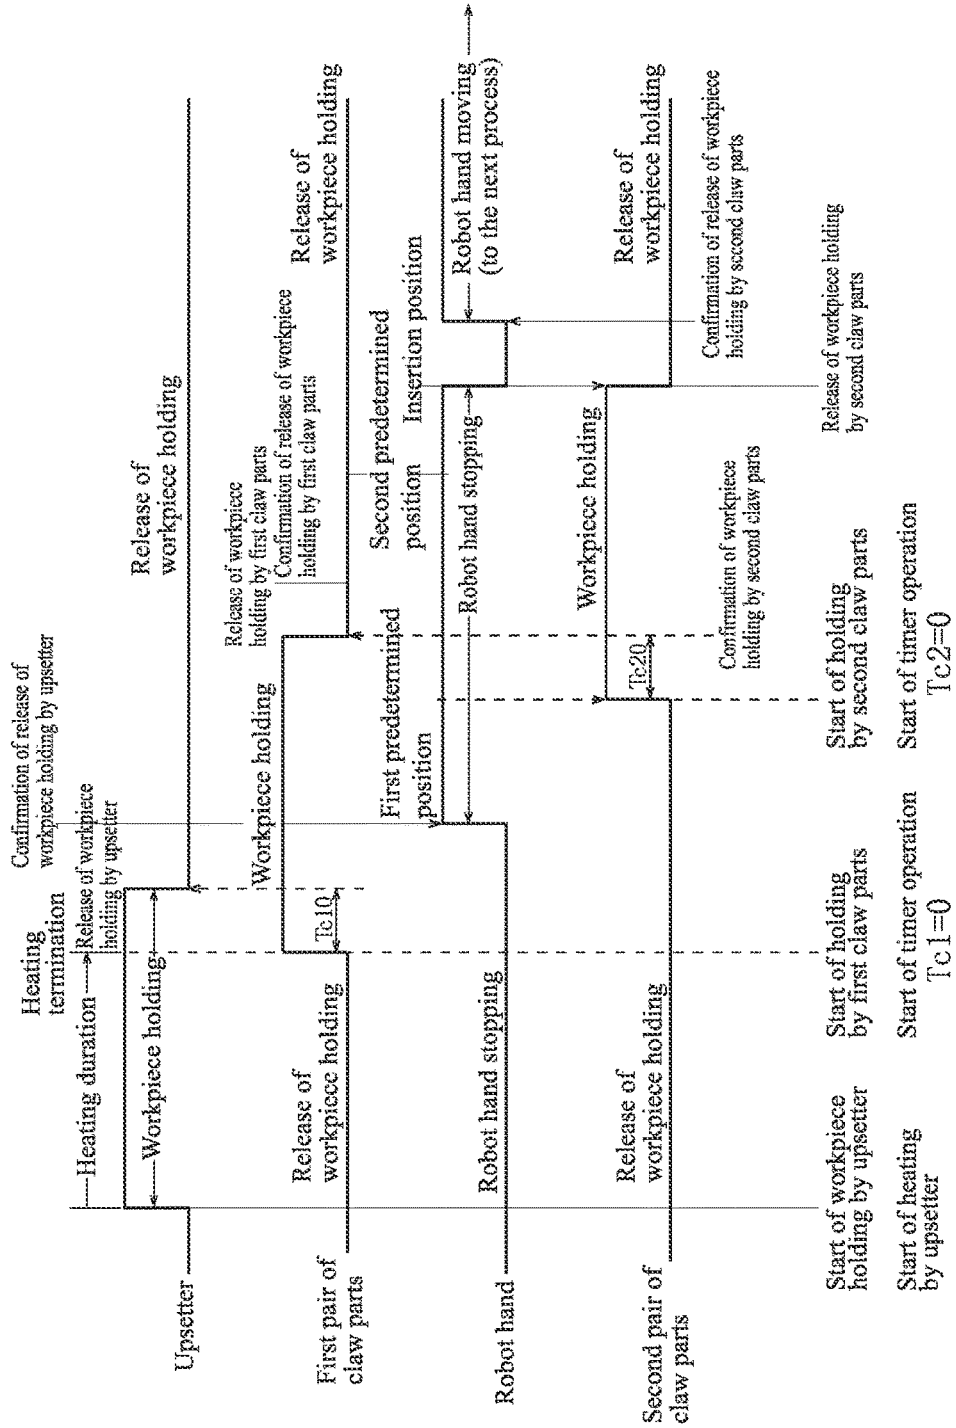 Heating
termination
Confirmation of release of
workpiece holding by upsetter
Heating duration
Release of workpiece
holding by upsetter
Workpiece holding
Release of
workpiece holding
Upsetter
Release of workpiece
holding by first claw parts
Confirmation of release of workpiece
holding by first claw parts
Release of
workpiece holding
Tc10
Workpiece holding
Release of
workpiece holding
First pair of
claw parts
First predetermined
position
Second predetermined
position
Insertion position
Robot hand stopping
Robot hand stopping
Robot hand moving
(to the next process)
Robot hand
Release of
workpiece holding
Workpiece holding
Tc20
Release of
workpiece holding
Second pair of
claw parts
Confirmation of workpiece
holding by second claw parts
Confirmation of release of workpiece
holding by second claw parts
Release of workpiece holding
by second claw parts
Start of workpiece
holding by upsetter
Start of heating
by upsetter
Start of holding
by first claw parts
Start of timer operation
Tc1=0
Start of holding
by second claw parts
Start of timer operation
Tc2=0